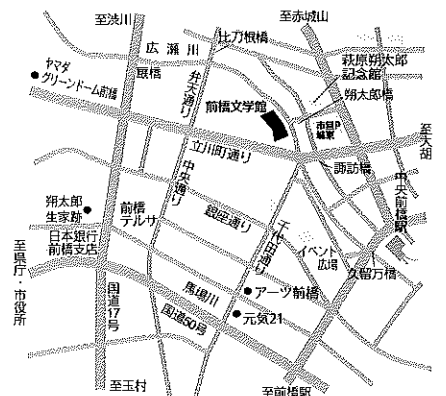 至渋川
至赤城山
広瀬川
比刀根橋
萩原朔太郎
記念館
ヤマダ
グリーンドーム前橋
厩橋
弁天通り
朔太郎橋
前橋文学館
立川町通り
至大胡
諏訪橋
中央前橋駅
中央通り
朔太郎
生家跡
前橋
テルサ
銀座通り
千代田通り
日本銀行
前橋支店
イベント
広場
久留万橋
至県庁・市役所
アーツ前橋
馬場川
元気21
国道17号
国道50号
至玉村
至前橋駅